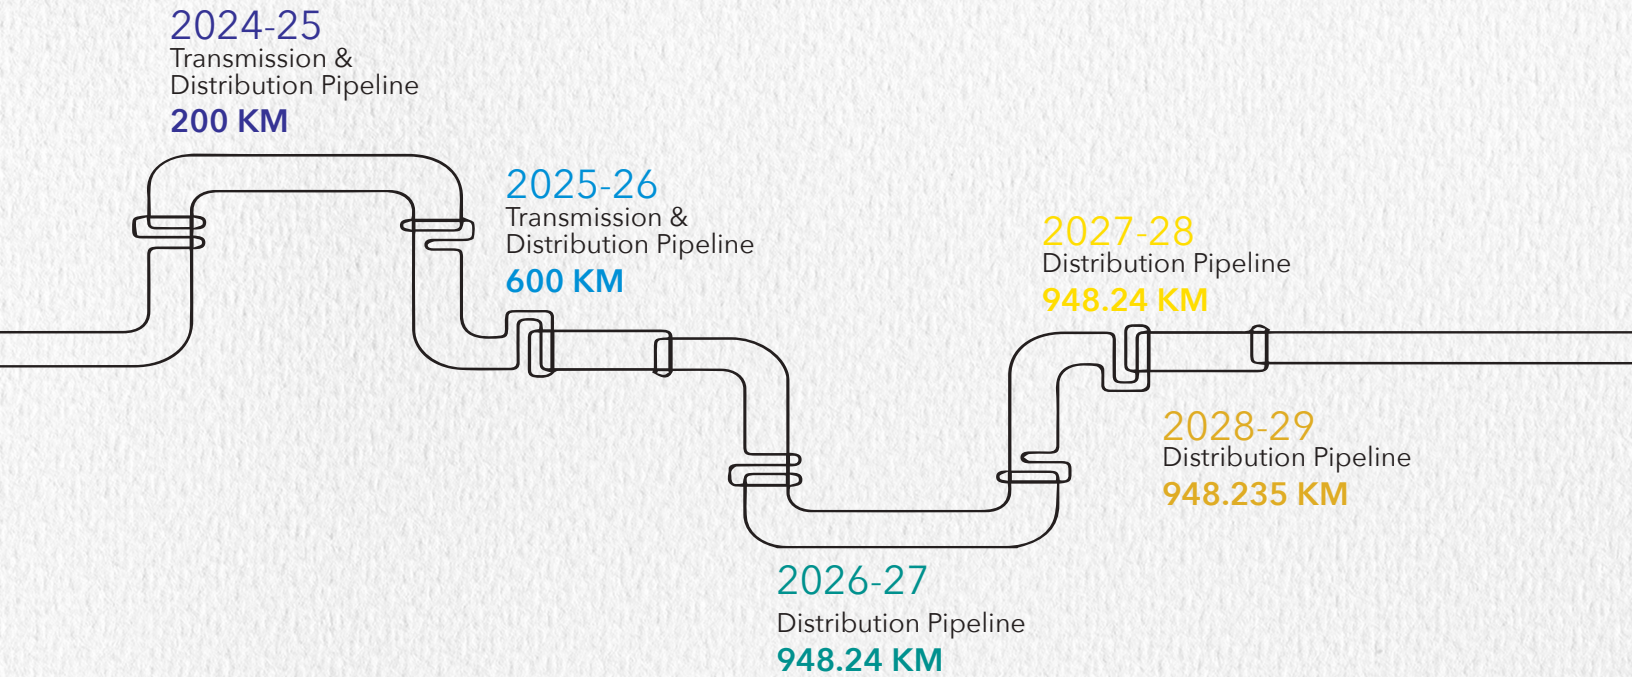 2024-25
Transmission &
Distribution Pipeline
200 KM
2025-26
Transmission &
Distribution Pipeline
600 KM
2026-27
Distribution Pipeline
948.24 KM
2027-28
Distribution Pipeline
948.24 KM
2028-29
Distribution Pipeline
948.235 KM